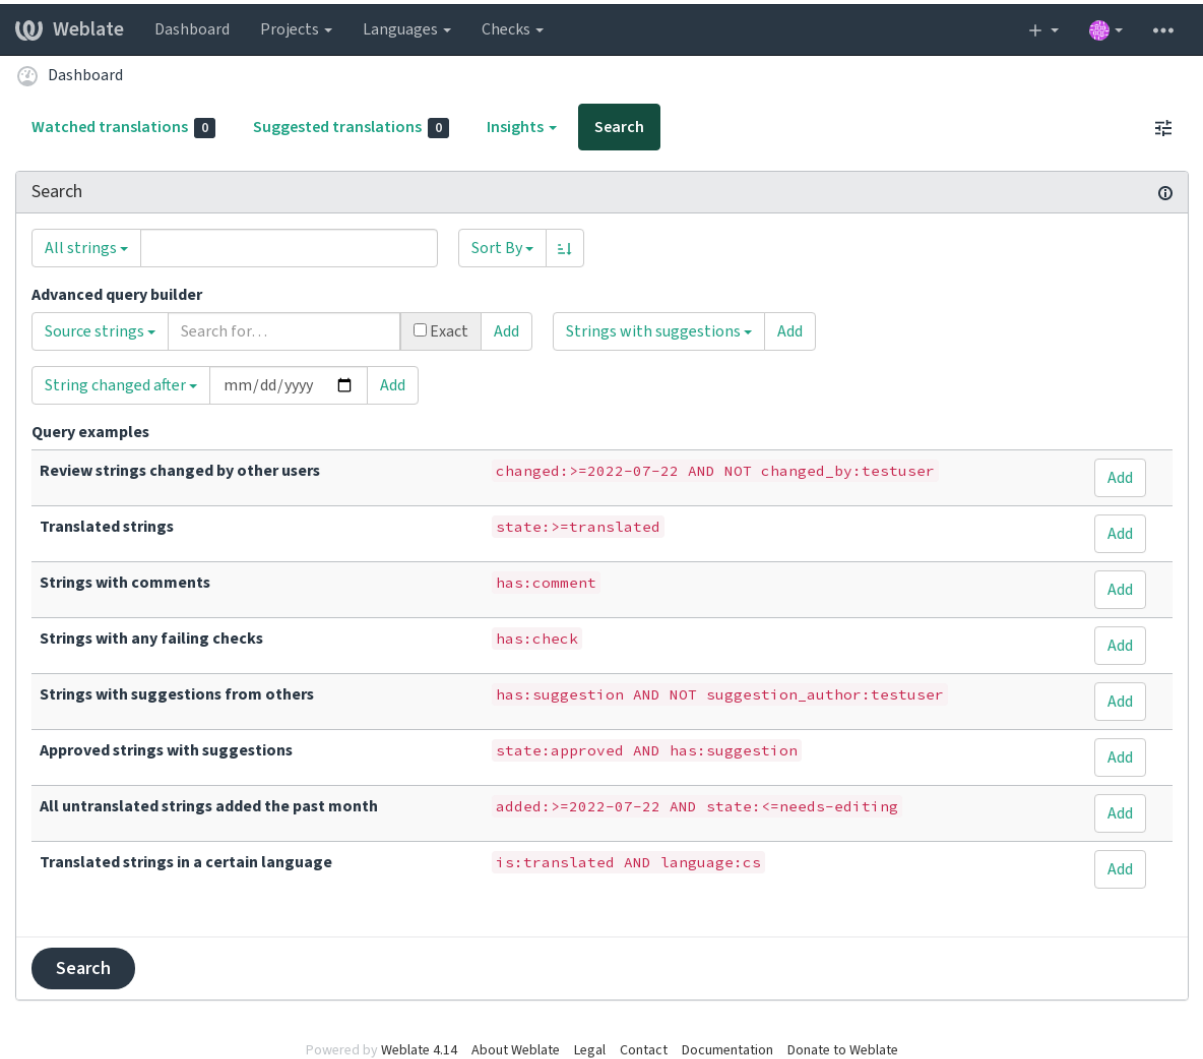 Weblate Dashboard Projects Languages Checks
Dashboard
Watched translations 0 Suggested translations 0 Insights Search
Search
All strings Sort By
Advanced query builder
Source strings Search for... Exact Add Strings with suggestions Add
String changed after mm/dd/yyyy Add
Query examples
Review strings changed by other users changed:>=2022-07-22 AND NOT changed_by:testuser Add
Translated strings state:>=translated Add
Strings with comments has:comment Add
Strings with any failing checks has:check Add
Strings with suggestions from others has:suggestion AND NOT suggestion_author:testuser Add
Approved strings with suggestions state:approved AND has:suggestion Add
All untranslated strings added the past month added:>=2022-07-22 AND state:<=needs-editing Add
Translated strings in a certain language is:translated AND language:cs Add
Search
Powered by Weblate 4.14 About Weblate Legal Contact Documentation Donate to Weblate